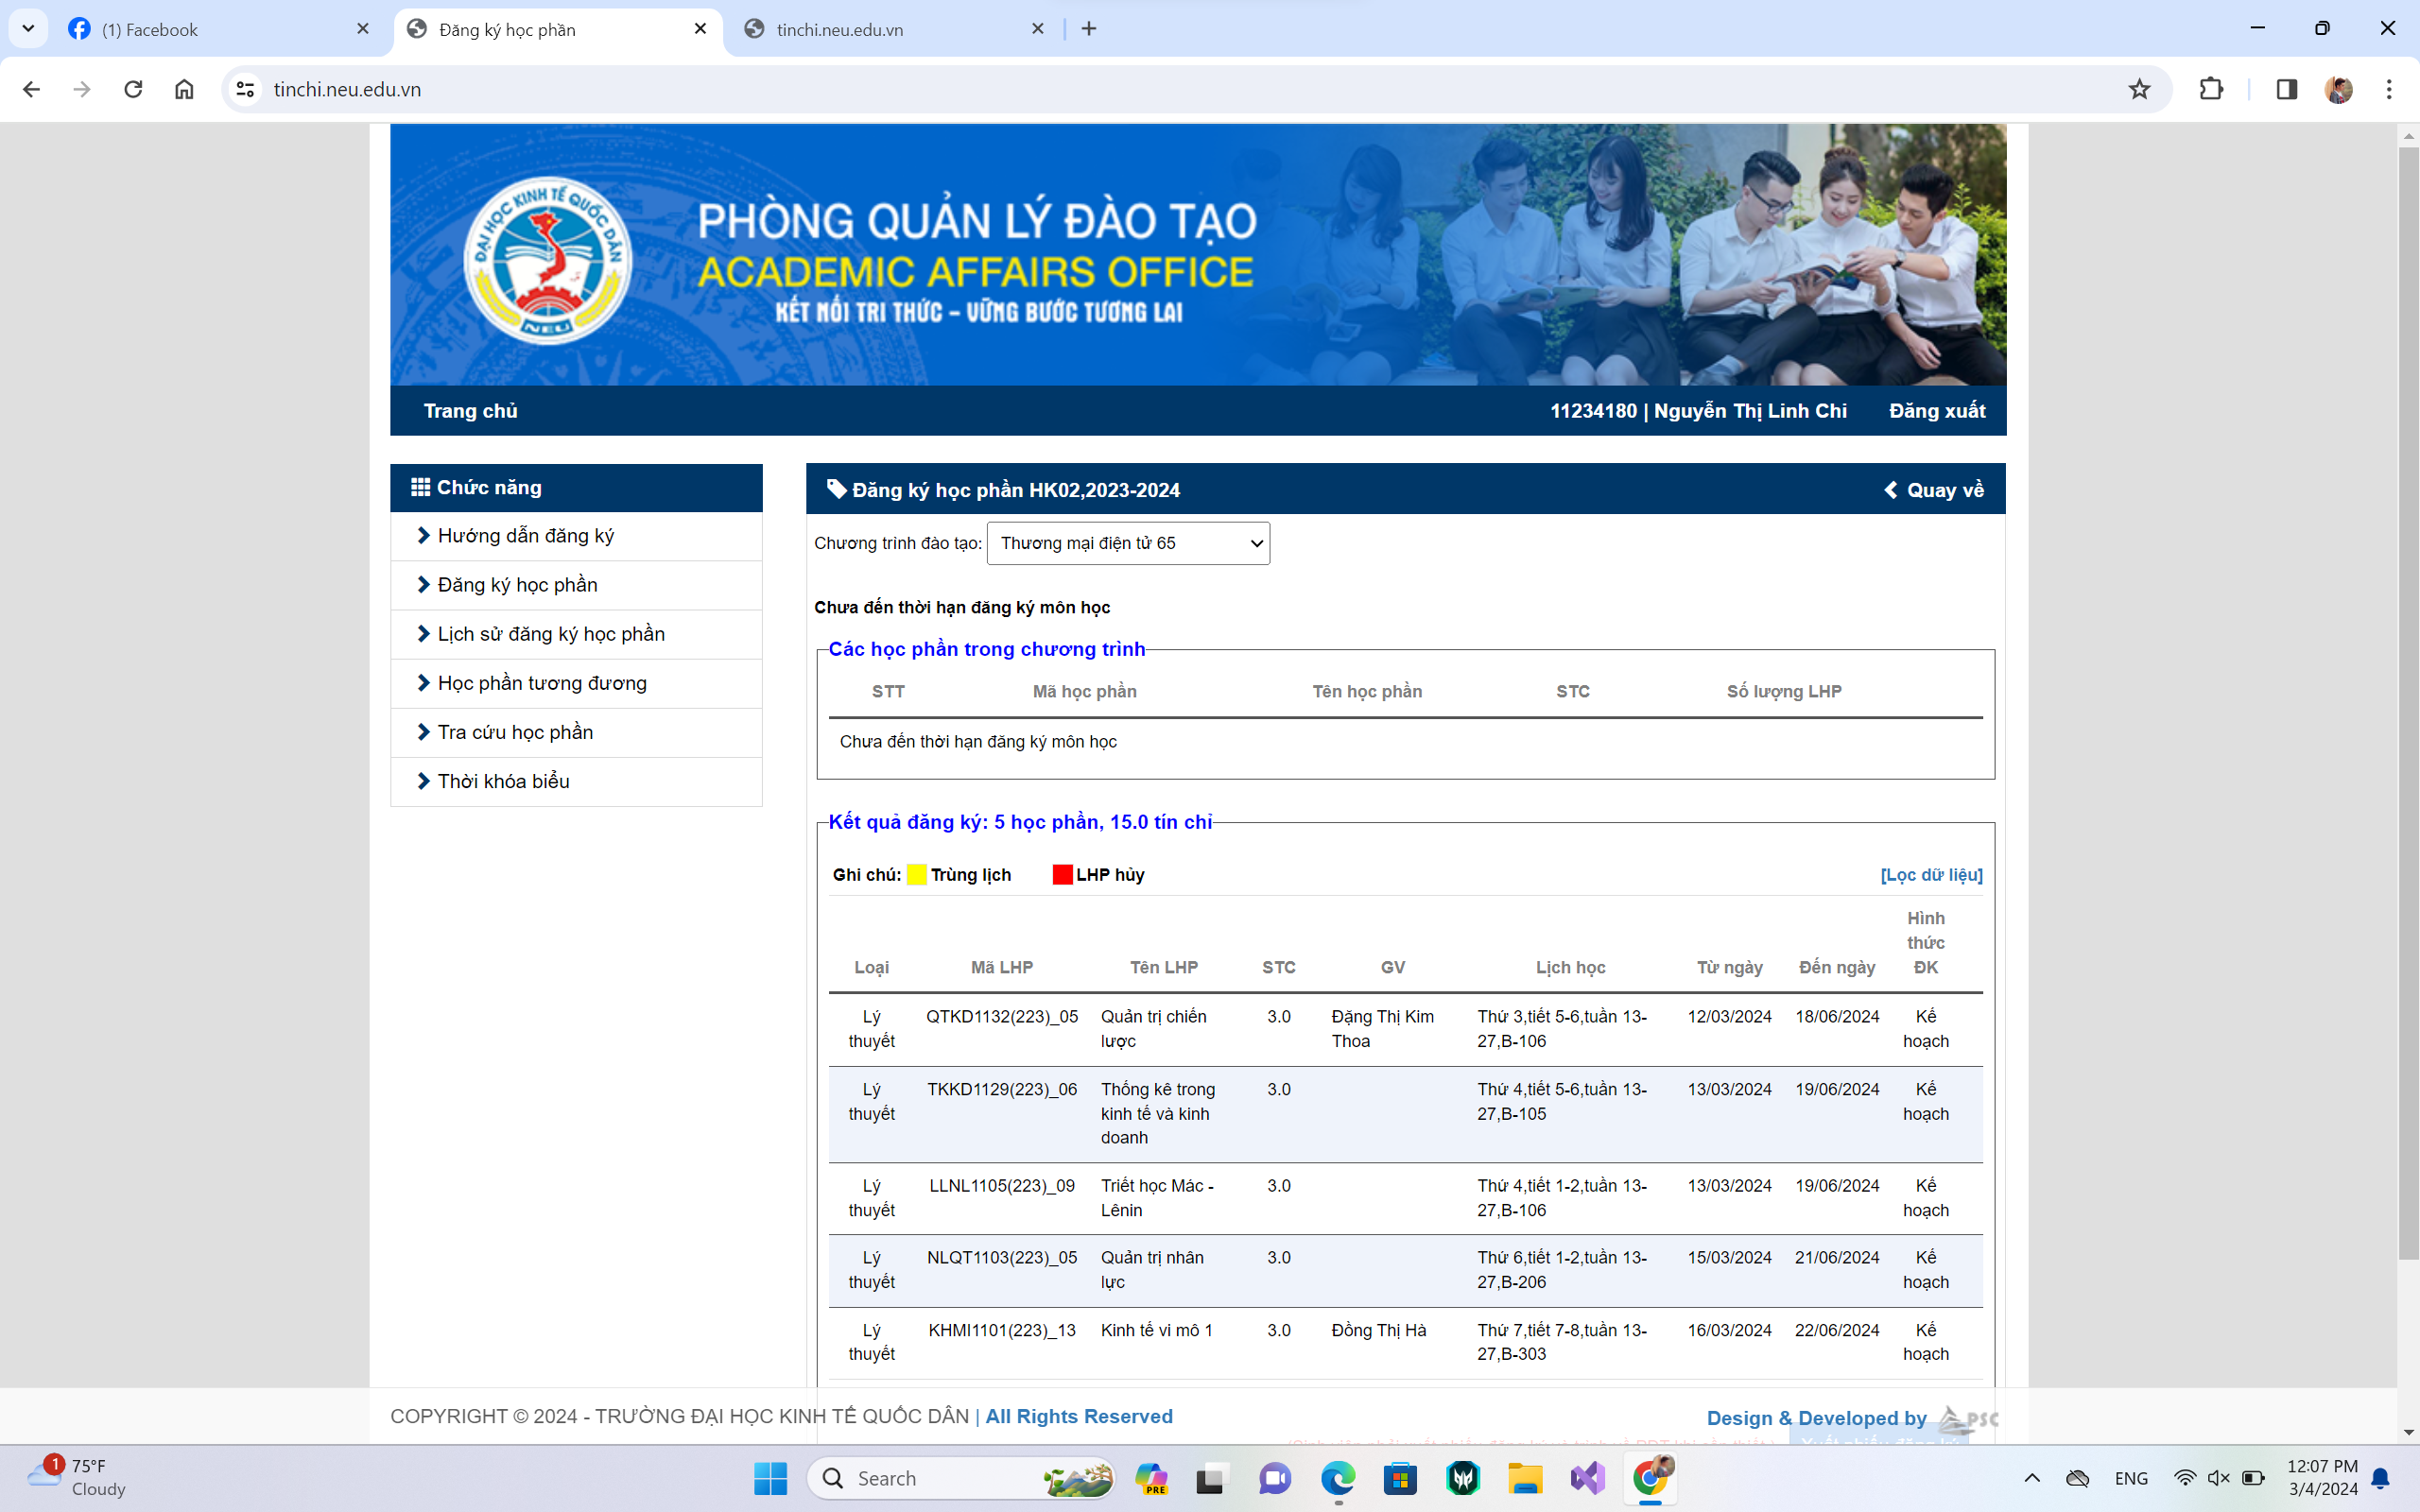 (1) Facebook
Đăng ký học phần
tinchi.neu.edu.vn
tinchi.neu.edu.vn
ĐẠI HỌC KINH TẾ QUỐC DÂN
NEU
PHÒNG QUẢN LÝ ĐÀO TẠO
ACADEMIC AFFAIRS OFFICE
KẾT NỐI TRI THỨC – VỮNG BƯỚC TƯƠNG LAI
Trang chủ
11234180 | Nguyễn Thị Linh Chi
Đăng xuất
Chức năng
Hướng dẫn đăng ký
Đăng ký học phần
Lịch sử đăng ký học phần
Học phần tương đương
Tra cứu học phần
Thời khóa biểu
Đăng ký học phần HK02,2023-2024
Quay về
Chương trình đào tạo: Thương mại điện tử 65
Chưa đến thời hạn đăng ký môn học
Các học phần trong chương trình
STT Mã học phần Tên học phần STC Số lượng LHP
Chưa đến thời hạn đăng ký môn học
Kết quả đăng ký: 5 học phần, 15.0 tín chỉ
Ghi chú: Trùng lịch LHP hủy [Lọc dữ liệu]
Hình
thức
Loại Mã LHP Tên LHP STC GV Lịch học Từ ngày Đến ngày ĐK
Lý QTKD1132(223)_05 Quản trị chiến 3.0 Đặng Thị Kim Thứ 3,tiết 5-6,tuần 13- 12/03/2024 18/06/2024 Kế
thuyết lược Thoa 27,B-106 hoạch
Lý TKKD1129(223)_06 Thống kê trong 3.0 Thứ 4,tiết 5-6,tuần 13- 13/03/2024 19/06/2024 Kế
thuyết kinh tế và kinh 27,B-105 hoạch
doanh
Lý LLNL1105(223)_09 Triết học Mác - 3.0 Thứ 4,tiết 1-2,tuần 13- 13/03/2024 19/06/2024 Kế
thuyết Lênin 27,B-106 hoạch
Lý NLQT1103(223)_05 Quản trị nhân 3.0 Thứ 6,tiết 1-2,tuần 13- 15/03/2024 21/06/2024 Kế
thuyết lực 27,B-206 hoạch
Lý KHMI1101(223)_13 Kinh tế vi mô 1 3.0 Đồng Thị Hà Thứ 7,tiết 7-8,tuần 13- 16/03/2024 22/06/2024 Kế
thuyết 27,B-303 hoạch
COPYRIGHT © 2024 - TRƯỜNG ĐẠI HỌC KINH TẾ QUỐC DÂN | All Rights Reserved
Design & Developed by PSC
1
75°F
Cloudy
Search
PRE
ENG
12:07 PM
3/4/2024